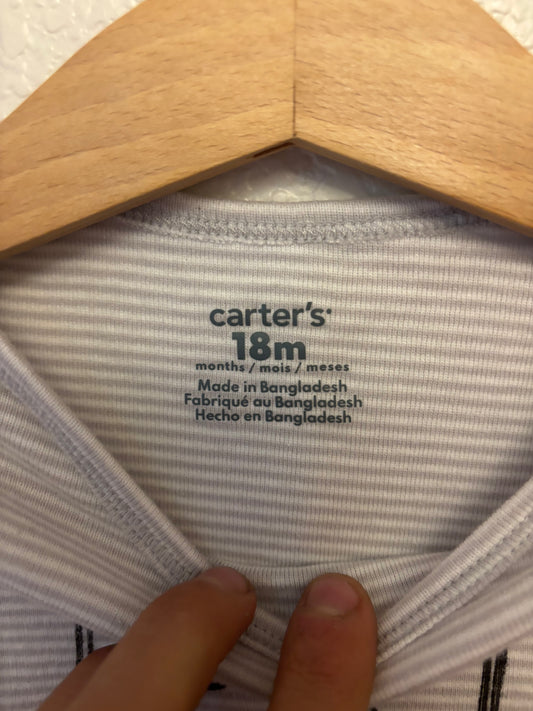 carter's
18m
months / mois / meses
Made in Bangladesh
Fabriqué au Bangladesh
Hecho en Bangladesh